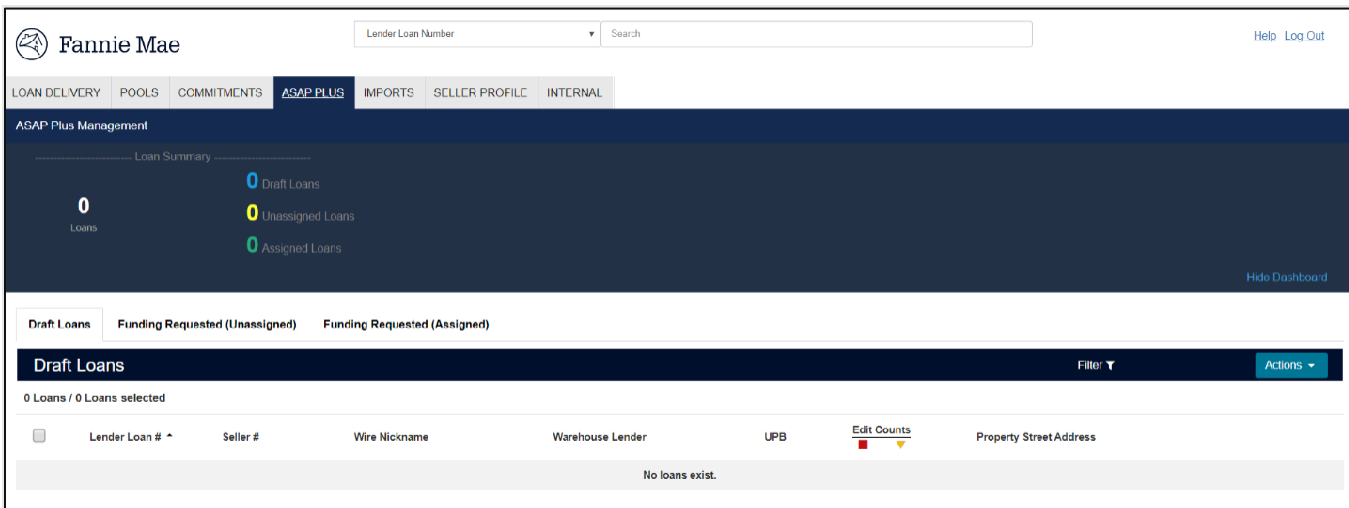 Fannie Mae
Lender Loan Number
Search
Help Log Out
LOAN DELIVERY POOLS COMMITMENTS ASAP PLUS IMPORTS SELLER PROFILE INTERNAL
ASAP Plus Management
-------------------------- Loan Summary --------------------------
0 Draft Loans
0
Loans
0 Unassigned Loans
0 Assigned Loans
Hide Dashboard
Draft Loans Funding Requested (Unassigned) Funding Requested (Assigned)
Draft Loans Filter Actions
0 Loans / 0 Loans selected
Lender Loan # Seller # Wire Nickname Warehouse Lender UPB Edit Counts Property Street Address
No loans exist.